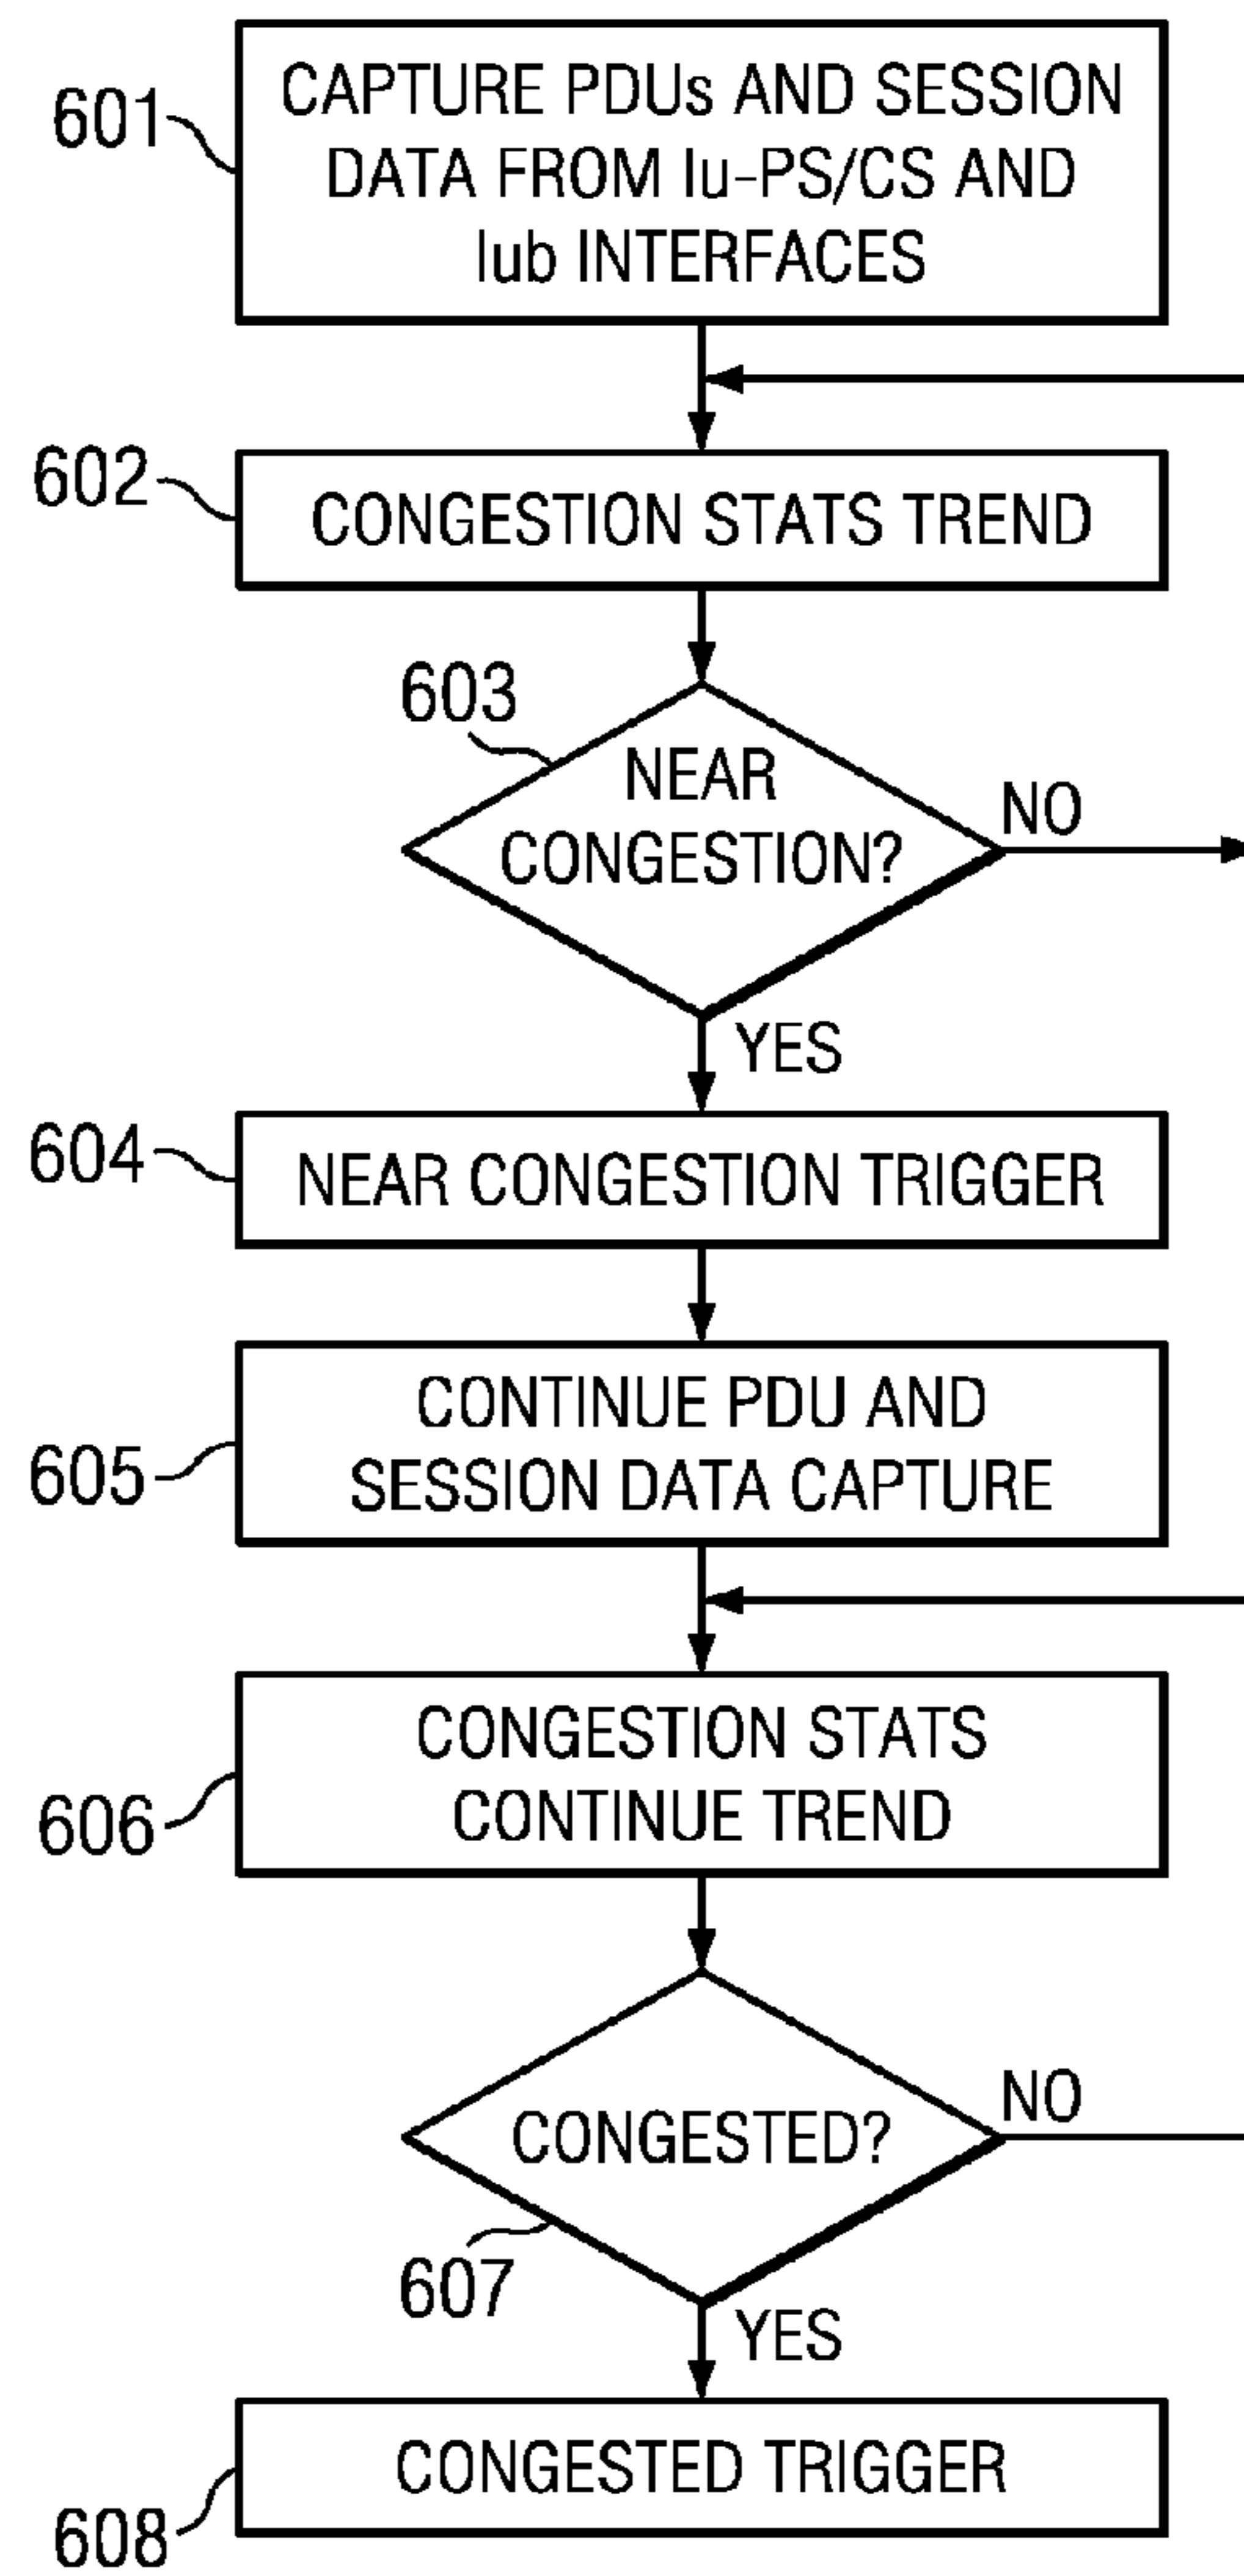 601
CAPTURE PDUs AND SESSION
DATA FROM Iu-PS/CS AND
Iub INTERFACES
602
CONGESTION STATS TREND
603
NEAR
CONGESTION?
NO
YES
604
NEAR CONGESTION TRIGGER
605
CONTINUE PDU AND
SESSION DATA CAPTURE
606
CONGESTION STATS
CONTINUE TREND
CONGESTED?
NO
607
YES
608
CONGESTED TRIGGER